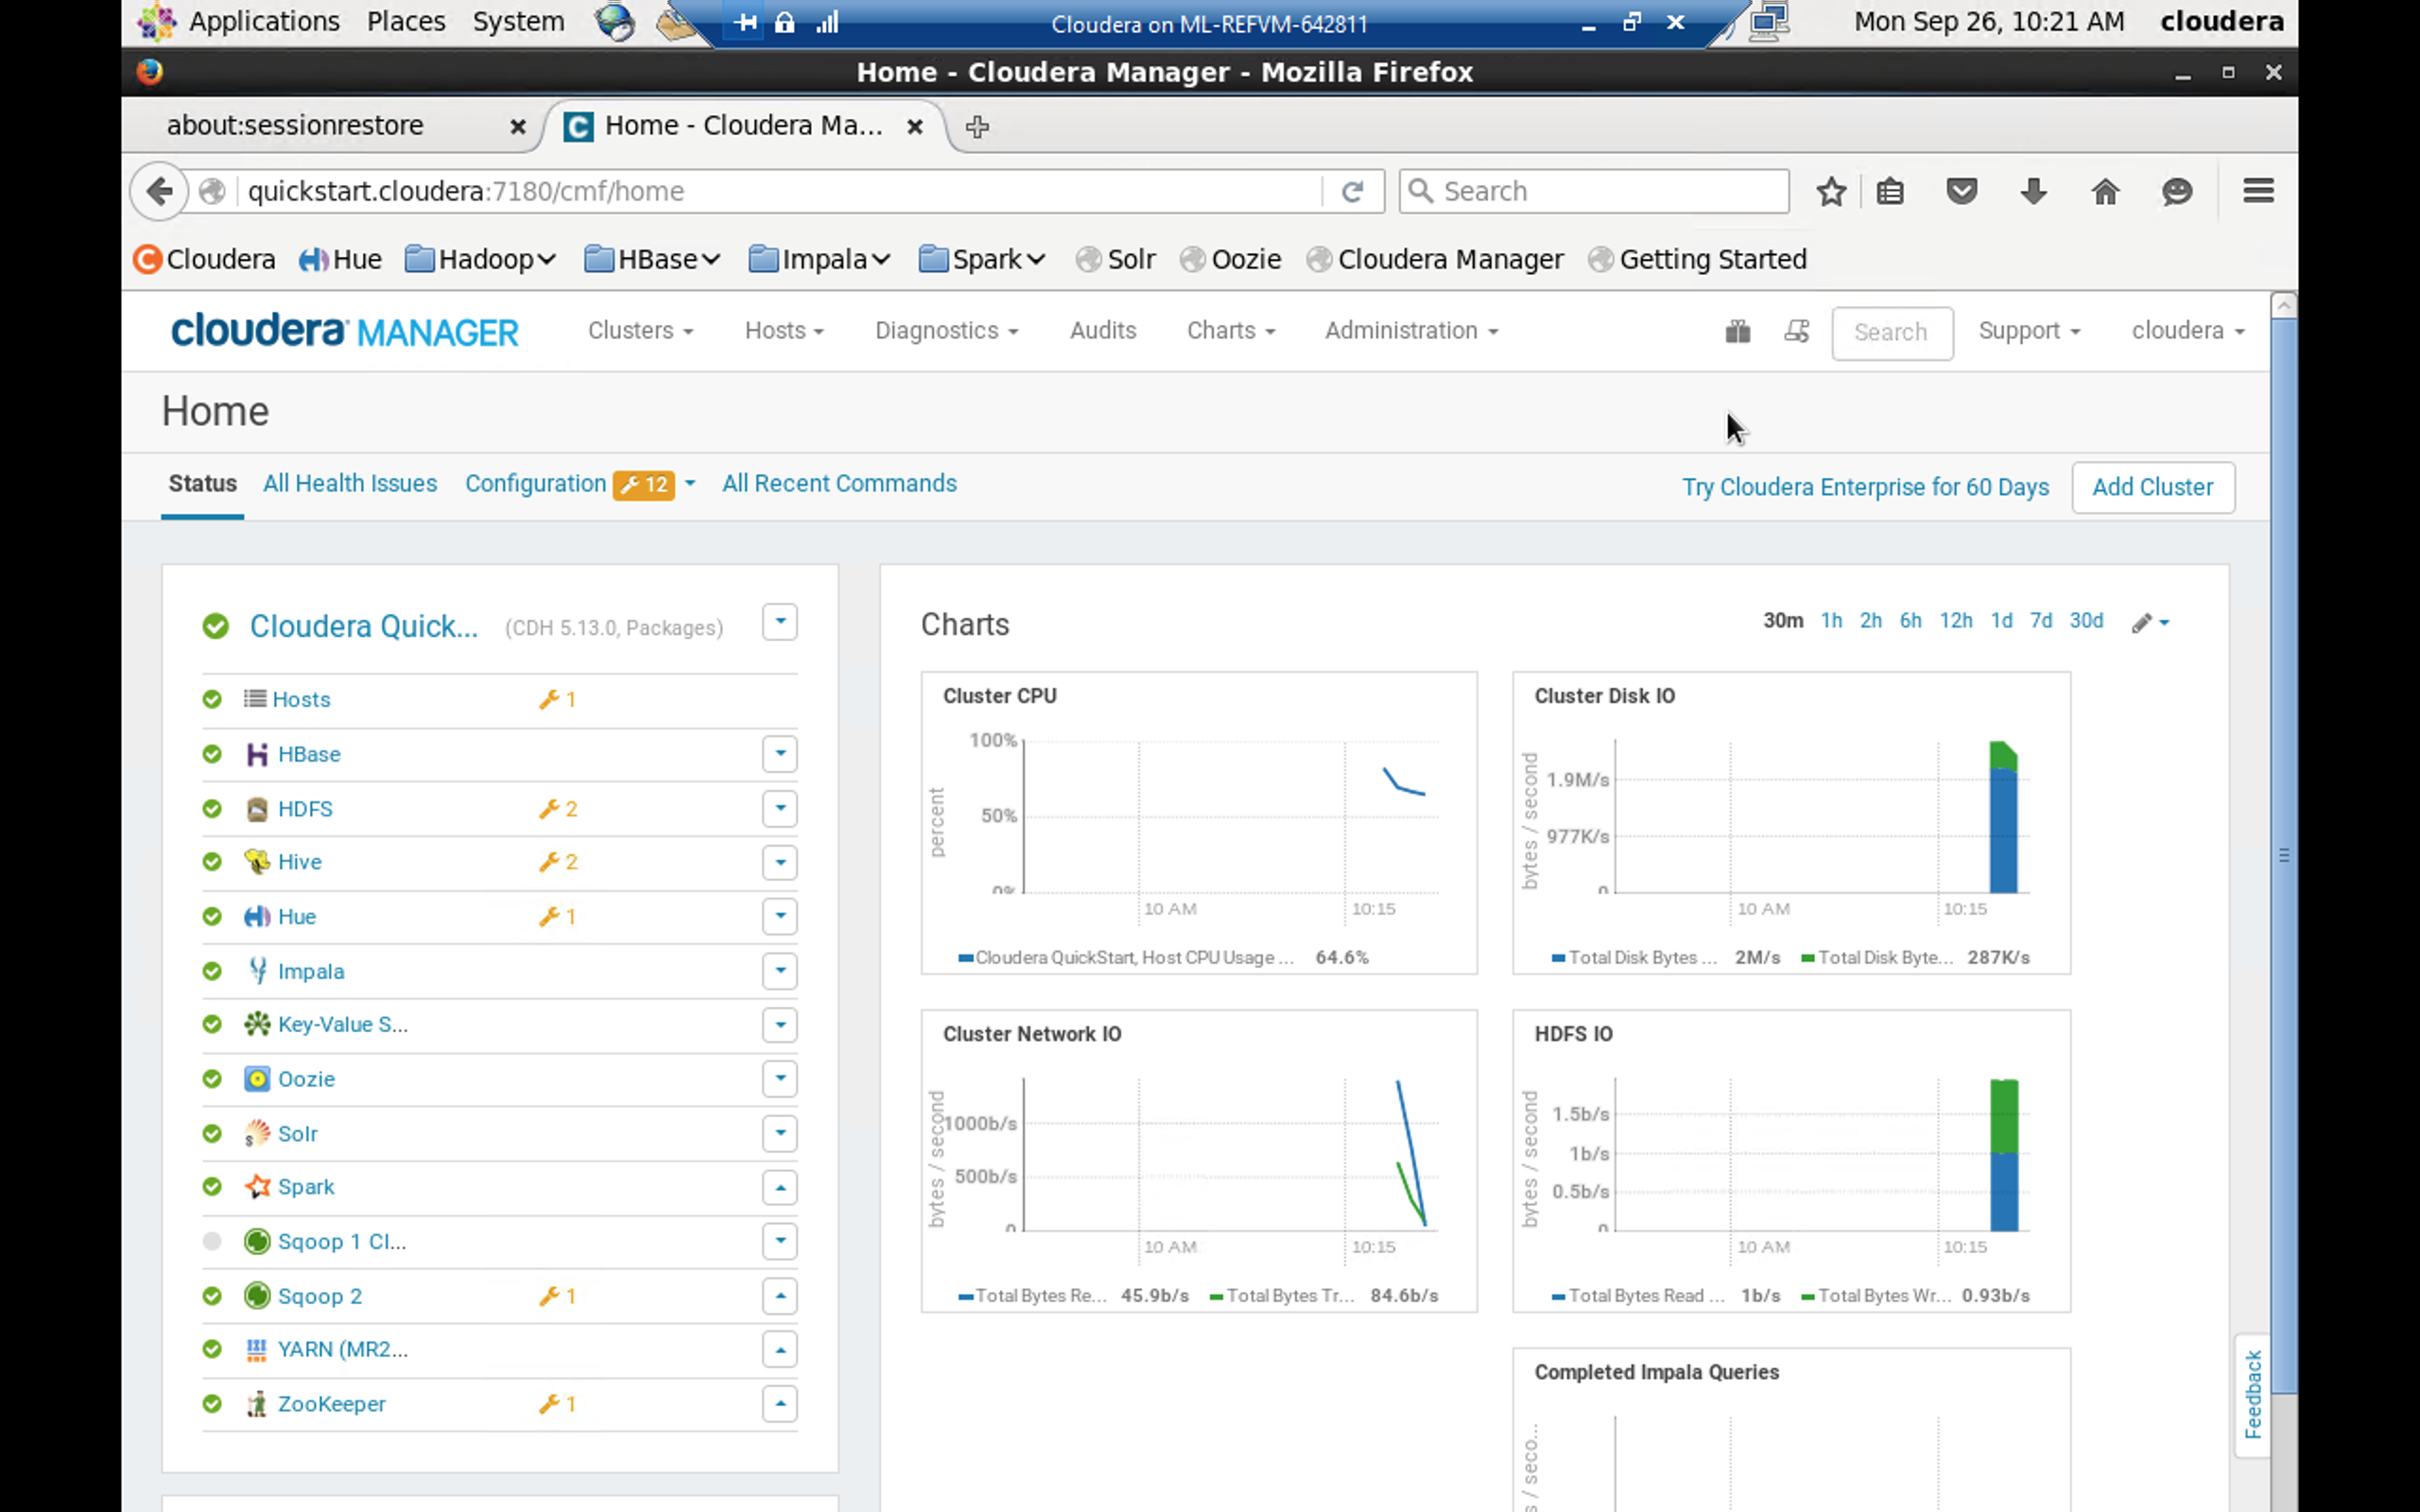 Applications Places System Cloudera on ML-REFVM-642811 Mon Sep 26, 10:21 AM cloudera
Home - Cloudera Manager - Mozilla Firefox
about:sessionrestore Home - Cloudera Ma...
quickstart.cloudera:7180/cmf/home Search
Cloudera Hue Hadoop HBase Impala Spark Solr Oozie Cloudera Manager Getting Started
cloudera MANAGER Clusters Hosts Diagnostics Audits Charts Administration Search Support cloudera
Home
Status All Health Issues Configuration 12 All Recent Commands Try Cloudera Enterprise for 60 Days Add Cluster
Cloudera Quick... (CDH 5.13.0, Packages)
Hosts 1
HBase
HDFS 2
Hive 2
Hue 1
Impala
Key-Value S...
Oozie
Solr
Spark
Sqoop 1 Cl...
Sqoop 2 1
YARN (MR2...
ZooKeeper 1
Charts 30m 1h 2h 6h 12h 1d 7d 30d
Cluster CPU
percent
100%
50%
0%
10 AM 10:15
Cloudera QuickStart, Host CPU Usage ... 64.6%
Cluster Disk IO
bytes / second
1.9M/s
977K/s
0
10 AM 10:15
Total Disk Bytes ... 2M/s Total Disk Byte... 287K/s
Cluster Network IO
bytes / second
1000b/s
500b/s
0
10 AM 10:15
Total Bytes Re... 45.9b/s Total Bytes Tr... 84.6b/s
HDFS IO
bytes / second
1.5b/s
1b/s
0.5b/s
0
10 AM 10:15
Total Bytes Read ... 1b/s Total Bytes Wr... 0.93b/s
Completed Impala Queries
/ seco...
Feedback